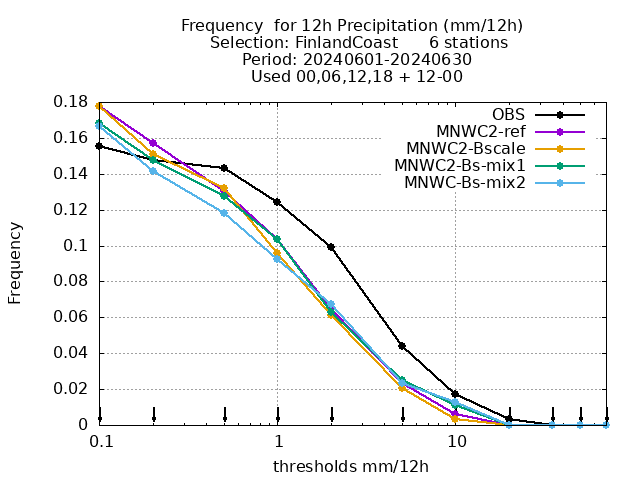 Frequency  for 12h Precipitation (mm/12h)
Selection: FinlandCoast      6 stations
Period: 20240601-20240630
Used 00,06,12,18 + 12-00
OBS
MNWC2-ref
MNWC2-Bscale
MNWC2-Bs-mix1
MNWC-Bs-mix2
Frequency
0.18
0.16
0.14
0.12
0.1
0.08
0.06
0.04
0.02
0
0.1
1
10
thresholds mm/12h